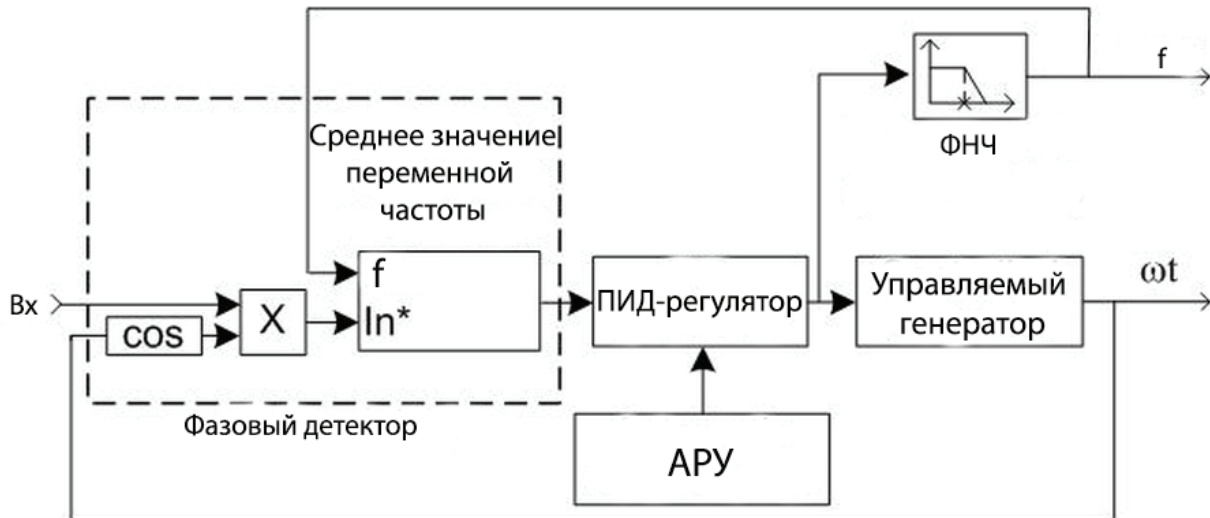 f
ФНЧ
Среднее значение
переменной
частоты
f
In*
Вх
COS
X
ПИД-регулятор
Управляемый
генератор
ωt
Фазовый детектор
АРУ